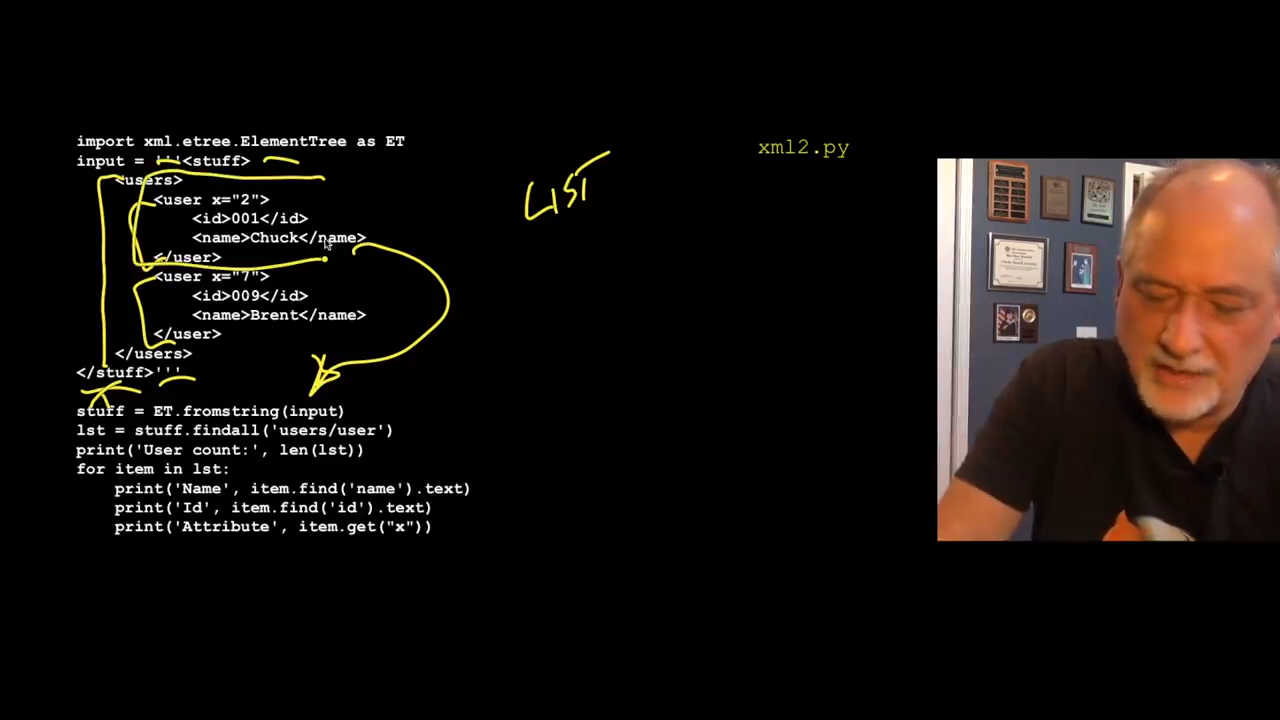 import xml.etree.ElementTree as ET
input = '''<stuff>
    <users>
        <user x="2">
            <id>001</id>
            <name>Chuck</name>
        </user>
        <user x="7">
            <id>009</id>
            <name>Brent</name>
        </user>
    </users>
</stuff>'''
stuff = ET.fromstring(input)
lst = stuff.findall('users/user')
print('User count:', len(lst))
for item in lst:
    print('Name', item.find('name').text)
    print('Id', item.find('id').text)
    print('Attribute', item.get("x"))
LIST
xml2.py